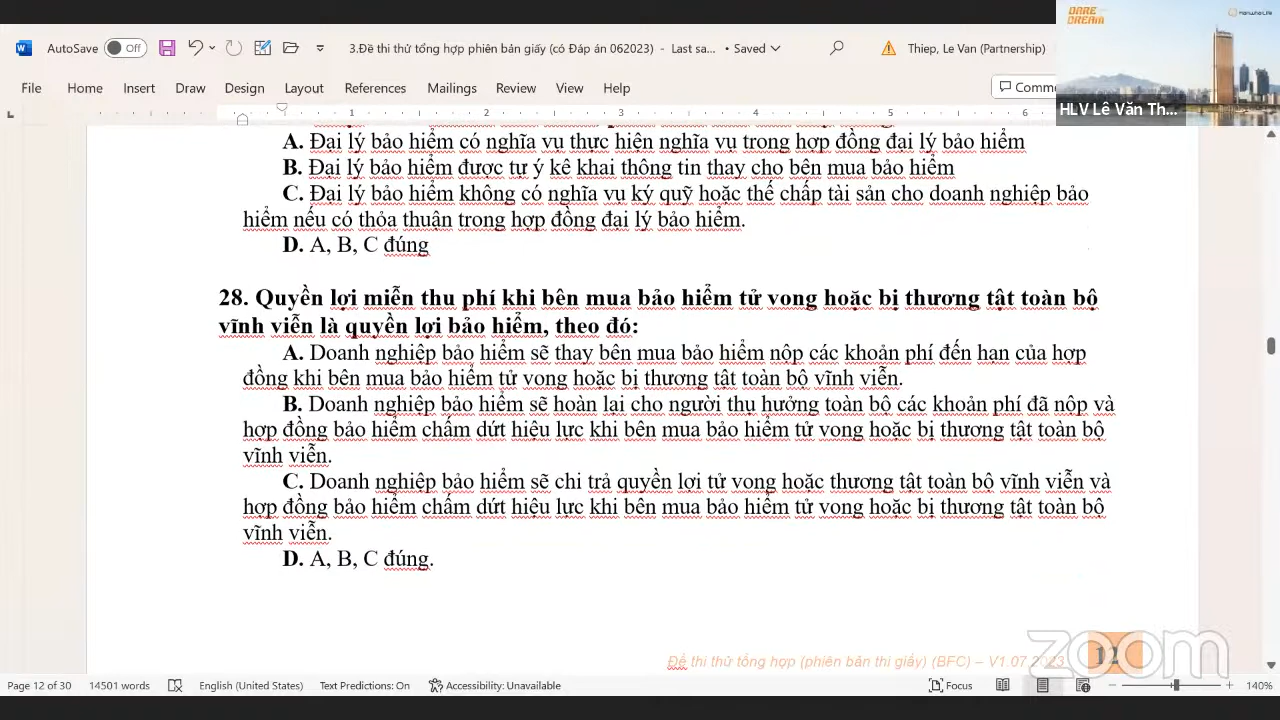 DARE
DREAM
Hanwha Life
AutoSave Off 3.Đề thi thử tổng hợp phiên bản giấy (có Đáp án 062023) - Last sa... • Saved Thiep, Le Van (Partnership)
File Home Insert Draw Design Layout References Mailings Review View Help Comme
HLV Lê Văn Th...
1 2 3 4 5 6
A. Đại lý bảo hiểm có nghĩa vụ thực hiện nghĩa vụ trong hợp đồng đại lý bảo hiểm
B. Đại lý bảo hiểm được tự ý kê khai thông tin thay cho bên mua bảo hiểm
C. Đại lý bảo hiểm không có nghĩa vụ ký quỹ hoặc thế chấp tài sản cho doanh nghiệp bảo
hiểm nếu có thỏa thuận trong hợp đồng đại lý bảo hiểm.
D. A, B, C đúng
28. Quyền lợi miễn thu phí khi bên mua bảo hiểm tử vong hoặc bị thương tật toàn bộ
vĩnh viễn là quyền lợi bảo hiểm, theo đó:
A. Doanh nghiệp bảo hiểm sẽ thay bên mua bảo hiểm nộp các khoản phí đến hạn của hợp
đồng khi bên mua bảo hiểm tử vong hoặc bị thương tật toàn bộ vĩnh viễn.
B. Doanh nghiệp bảo hiểm sẽ hoàn lại cho người thụ hưởng toàn bộ các khoản phí đã nộp và
hợp đồng bảo hiểm chấm dứt hiệu lực khi bên mua bảo hiểm tử vong hoặc bị thương tật toàn bộ
vĩnh viễn.
C. Doanh nghiệp bảo hiểm sẽ chi trả quyền lợi tử vong hoặc thương tật toàn bộ vĩnh viễn và
hợp đồng bảo hiểm chấm dứt hiệu lực khi bên mua bảo hiểm tử vong hoặc bị thương tật toàn bộ
vĩnh viễn.
D. A, B, C đúng.
Đề thi thử tổng hợp (phiên bản thi giấy) (BFC) – V1.07.2023 12
zoom
Page 12 of 30 14501 words English (United States) Text Predictions: On Accessibility: Unavailable Focus 140%